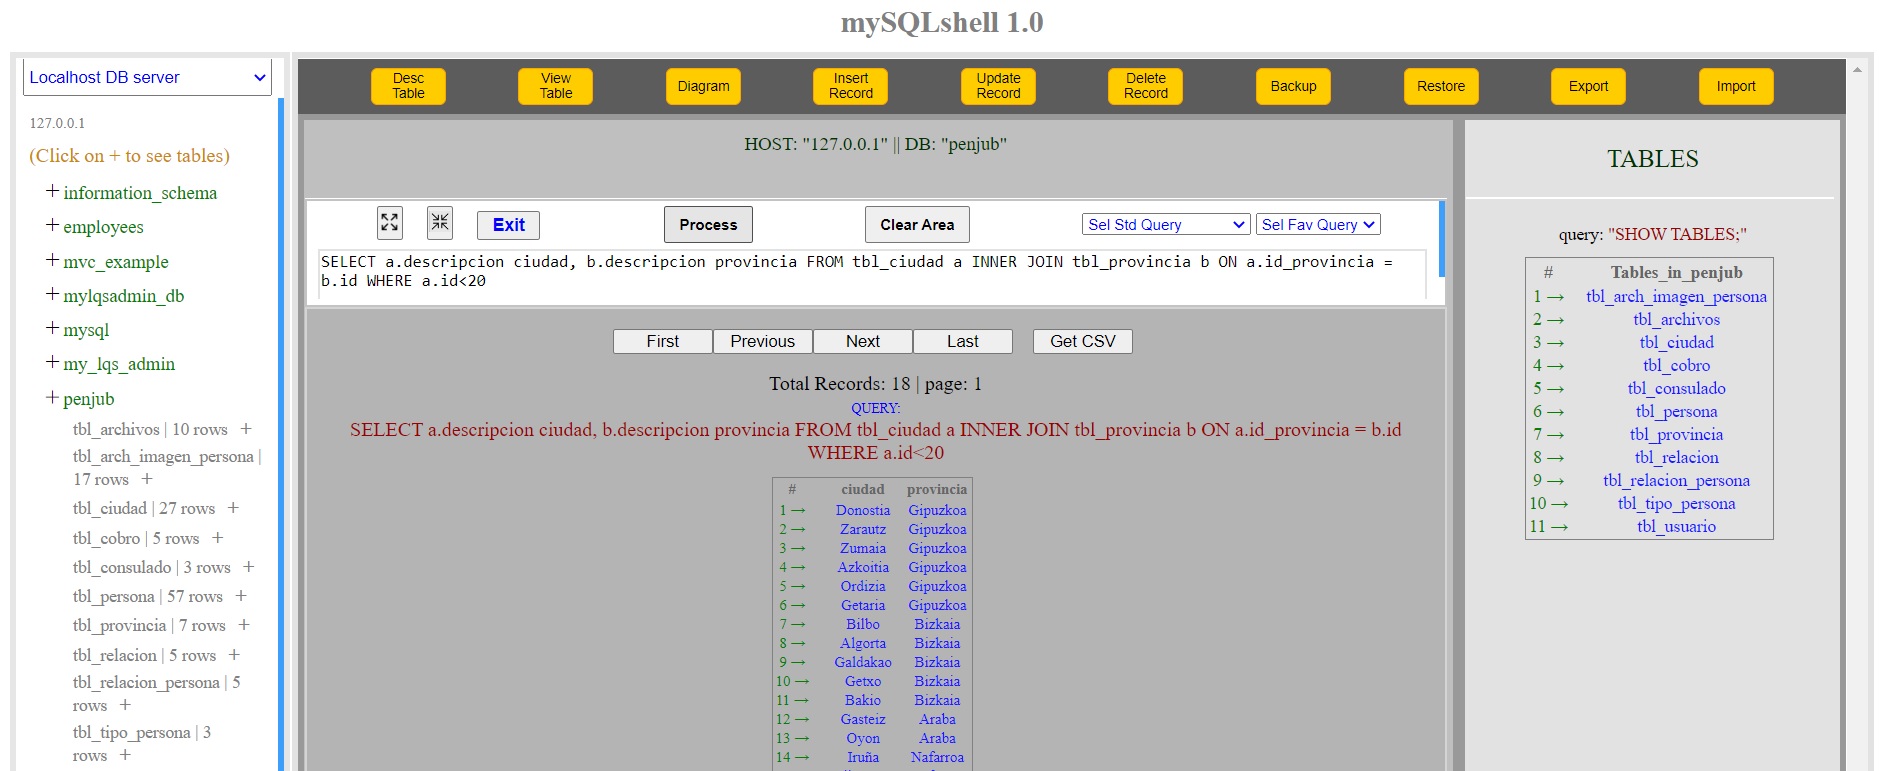 mySQLshell 1.0
Localhost DB server
127.0.0.1
(Click on + to see tables)
+ information_schema
+ employees
+ mvc_example
+ mylqsadmin_db
+ mysql
+ my_lqs_admin
+ penjub
tbl_archivos | 10 rows +
tbl_arch_imagen_persona |
17 rows +
tbl_ciudad | 27 rows +
tbl_cobro | 5 rows +
tbl_consulado | 3 rows +
tbl_persona | 57 rows +
tbl_provincia | 7 rows +
tbl_relacion | 5 rows +
tbl_relacion_persona | 5
rows +
tbl_tipo_persona | 3
rows +
Desc
Table
View
Table
Diagram
Insert
Record
Update
Record
Delete
Record
Backup
Restore
Export
Import
HOST: "127.0.0.1" || DB: "penjub"
Exit
Process
Clear Area
Sel Std Query
Sel Fav Query
SELECT a.descripcion ciudad, b.descripcion provincia FROM tbl_ciudad a INNER JOIN tbl_provincia b ON a.id_provincia =
b.id WHERE a.id<20
First
Previous
Next
Last
Get CSV
Total Records: 18 | page: 1
QUERY:
SELECT a.descripcion ciudad, b.descripcion provincia FROM tbl_ciudad a INNER JOIN tbl_provincia b ON a.id_provincia = b.id
WHERE a.id<20
# ciudad provincia
1 → Donostia Gipuzkoa
2 → Zarautz Gipuzkoa
3 → Zumaia Gipuzkoa
4 → Azkoitia Gipuzkoa
5 → Ordizia Gipuzkoa
6 → Getaria Gipuzkoa
7 → Bilbo Bizkaia
8 → Algorta Bizkaia
9 → Galdakao Bizkaia
10 → Getxo Bizkaia
11 → Bakio Bizkaia
12 → Gasteiz Araba
13 → Oyon Araba
14 → Iruña Nafarroa
TABLES
query: "SHOW TABLES;"
# Tables_in_penjub
1 → tbl_arch_imagen_persona
2 → tbl_archivos
3 → tbl_ciudad
4 → tbl_cobro
5 → tbl_consulado
6 → tbl_persona
7 → tbl_provincia
8 → tbl_relacion
9 → tbl_relacion_persona
10 → tbl_tipo_persona
11 → tbl_usuario